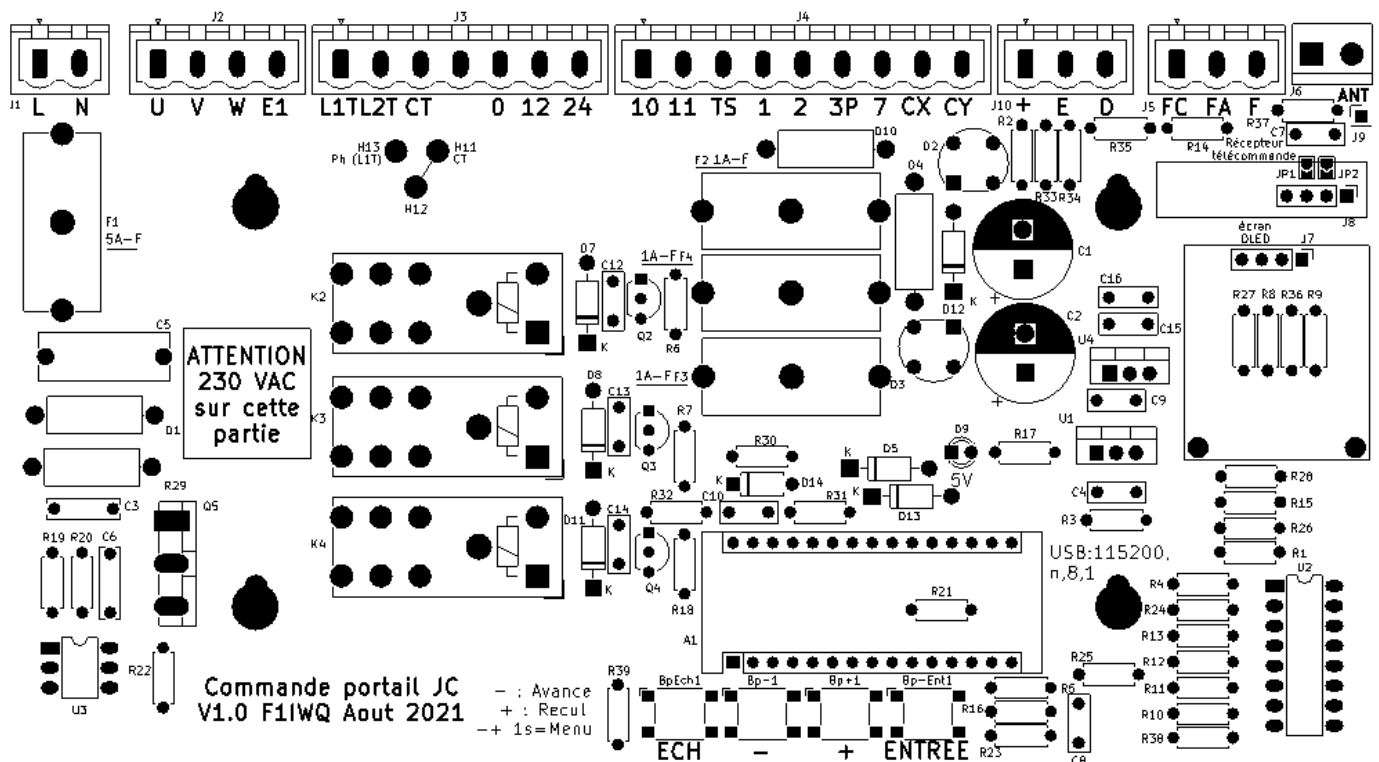 J2 J3 J4
J1 L N U V W E1 L1T L2T CT 0 12 24 10 11 TS 1 2 3P 7 CX CY J10 + E D J5 FC FA F J6 ANT
H13 H11
Ph (L1T) CT
H12
F1
5A-F
F2 1A-F
D10
D4
D2
R2
R33 R34
R35
R14
R37
C7
J9
Récepteur
télécommande
JP1 JP2
J8
écran
OLED
J7
R27 R8 R36 R9
C1
C2
C16
C15
U4
C9
U1
C4
R3
K2
D7
K
C12
1A-F F4
Q2
R6
D12
K
D3
C5
ATTENTION
230 VAC
sur cette
partie
D1
K3
D8
K
C13
1A-F F3
Q3
R7
R30
K
D14
K
D5
K
D13
D9
5V
R17
R29
C3
Q5
K4
D11
K
C14
Q4
R32
C10
R31
R18
R28
R15
R26
R1
USB:115200,
n,8,1
U2
R19 R20 C6
R21
A1
R4
R24
R13
R12
R11
R10
R38
R25
U3
R22
Commande portail JC
V1.0 F1IWQ Aout 2021
- : Avance
+ : Recul
-+ 1s=Menu
R39
BpEch1 Bp-1 Bp+1 Bp-Ent1
R5
R16
R23
C8
ECH - + ENTREE